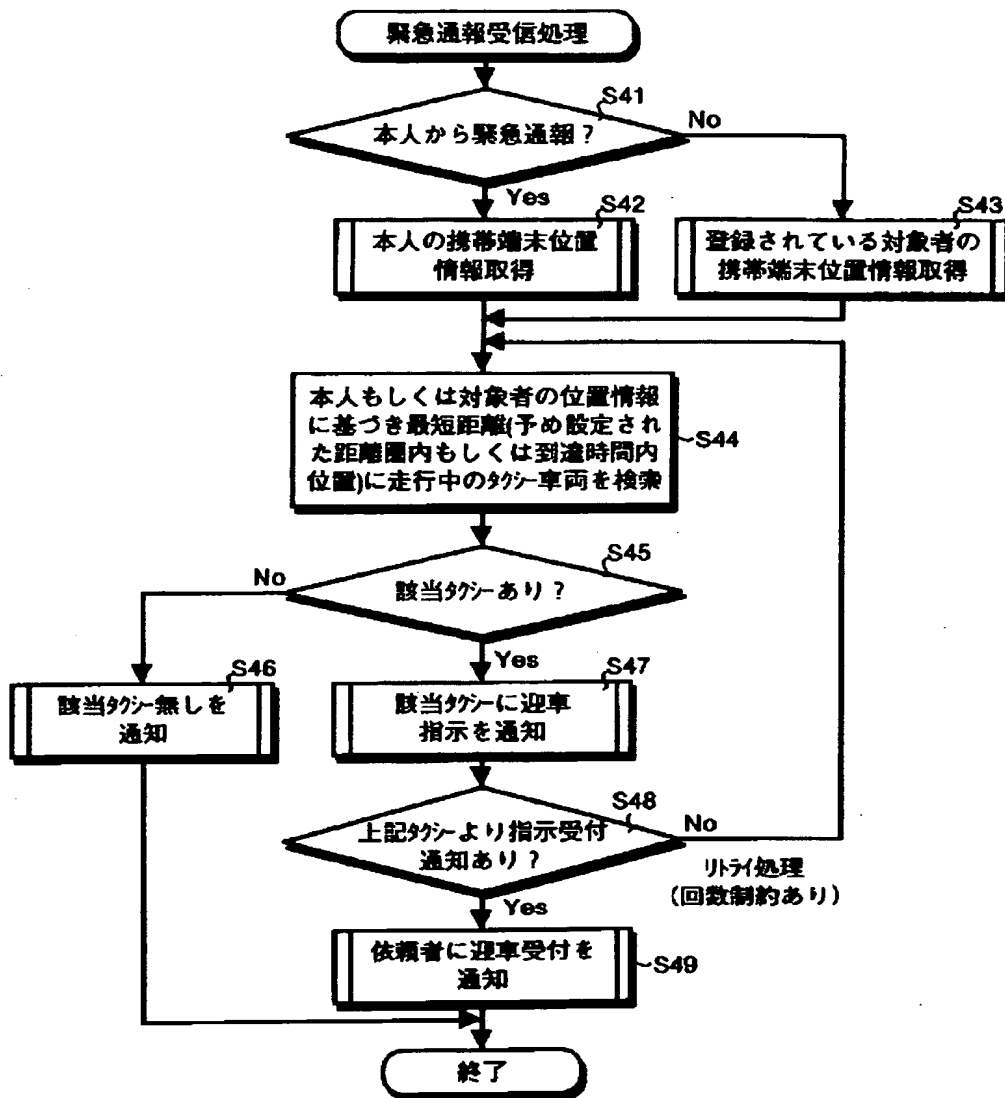 緊急通報受信処理
S41
本人から緊急通報?
No
Yes
S42
本人の携帯端末位置
情報取得
S43
登録されている対象者の
携帯端末位置情報取得
本人もしくは対象者の位置情報
に基づき最短距離(予め設定され
た距離圏内もしくは到達時間内
位置)に走行中のタクシー車両を検索
S44
S45
該当タクシーあり?
No
Yes
S46
該当タクシー無しを
通知
S47
該当タクシーに迎車
指示を通知
S48
上記タクシーより指示受付
通知あり?
No
リトライ処理
(回数制約あり)
Yes
依頼者に迎車受付を
通知
S49
終了